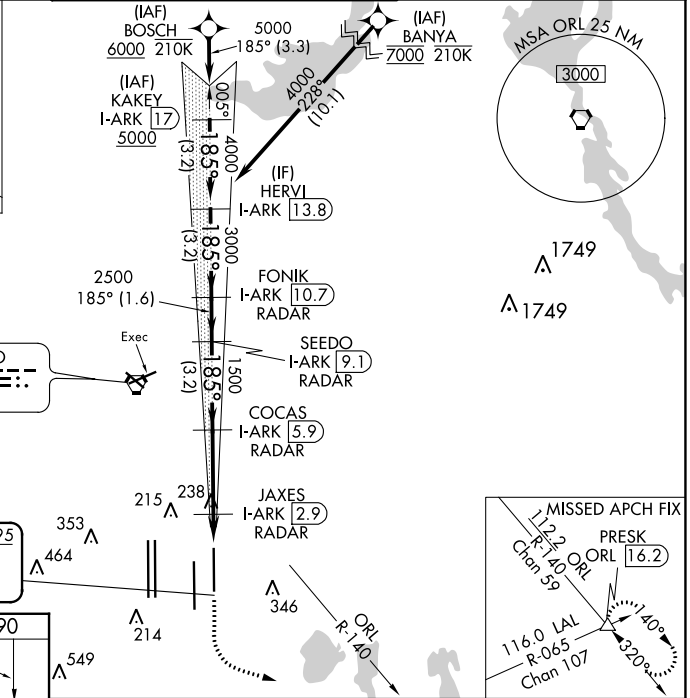 (IAF)
BOSCH
6000 210K
5000
185° (3.3)
(IAF)
BANYA
7000 210K
4000
228°
(10.1)
MSA ORL 25 NM
3000
(IAF)
KAKEY
I-ARK 17
5000
005°
185°
(3.2)
4000
(IF)
HERVI
I-ARK 13.8
185°
(3.2)
3000
2500
185° (1.6)
FONIK
I-ARK 10.7
RADAR
1749
1749
Exec
SEEDO
I-ARK 9.1
RADAR
185°
(3.2)
1500
COCAS
I-ARK 5.9
RADAR
JAXES
I-ARK 2.9
RADAR
215
238
353
464
95
346
214
90
549
ORL
R-140
MISSED APCH FIX
112.2 ORL
R-140
Chan 59
PRESK
ORL 16.2
116.0 LAL
R-065
Chan 107
140°
320°